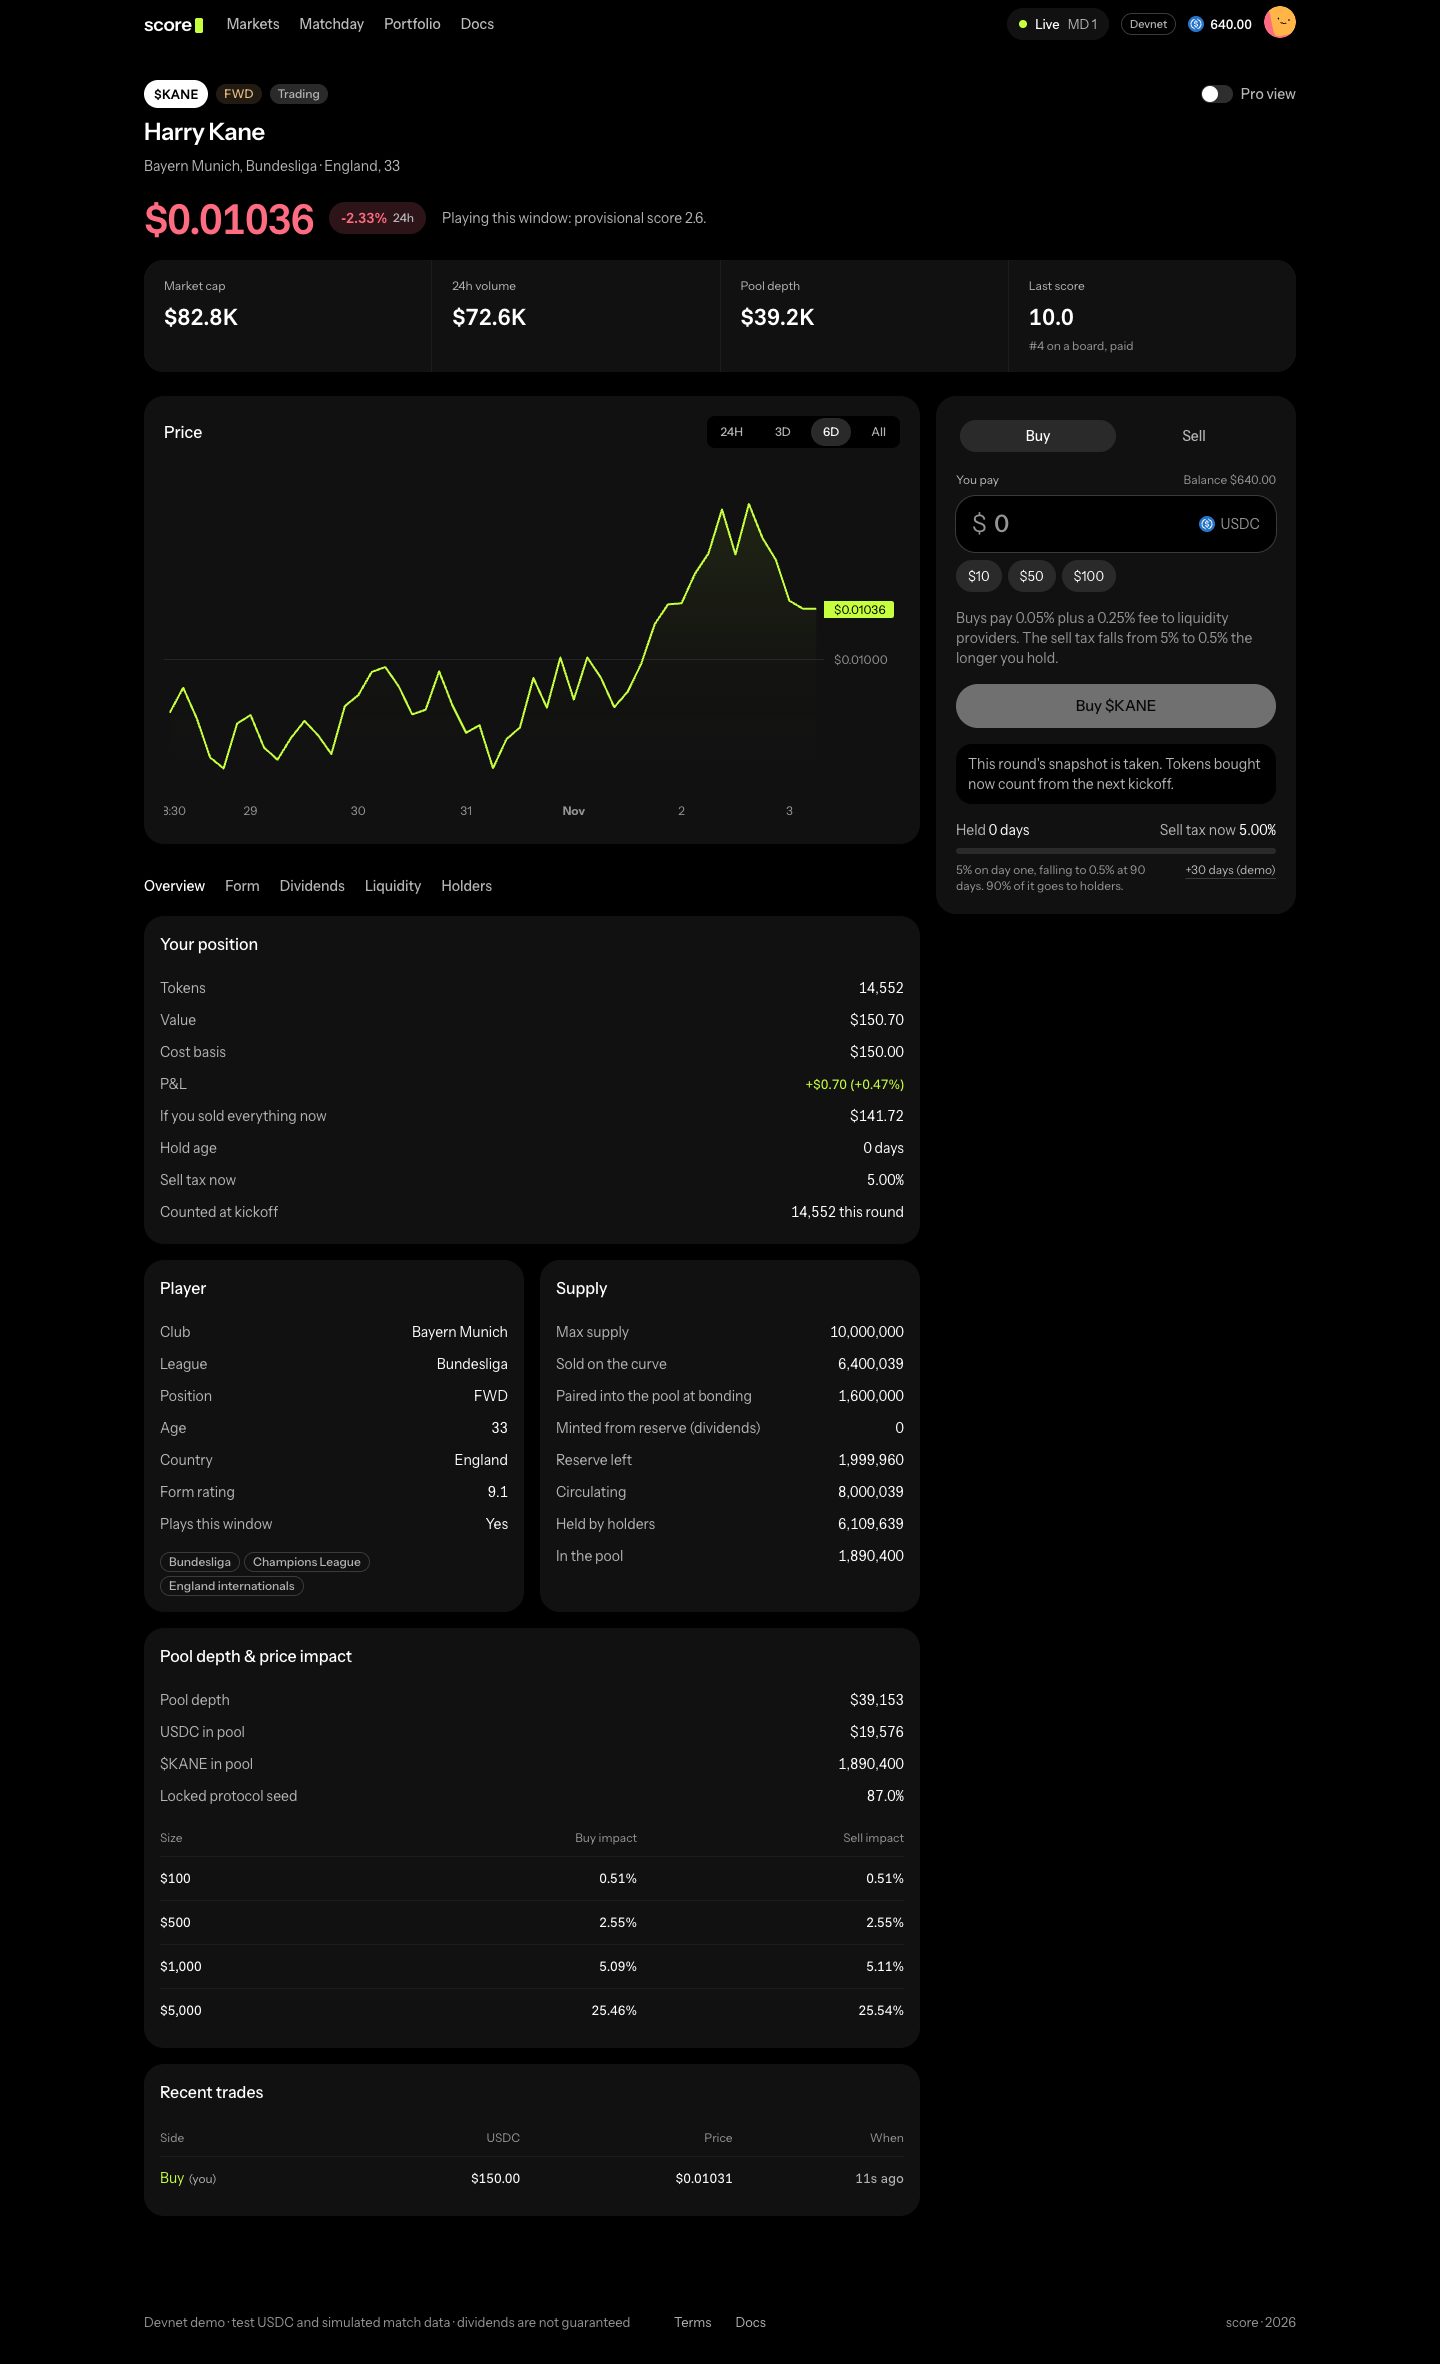 score
Markets Matchday Portfolio Docs
Live MD 1 Devnet 640.00
$KANE FWD Trading
Pro view
Harry Kane
Bayern Munich, Bundesliga · England, 33
$0.01036 -2.33% 24h Playing this window: provisional score 2.6.
Market cap 24h volume Pool depth Last score
$82.8K $72.6K $39.2K 10.0
#4 on a board, paid
Price
24H 3D 6D All
$0.01036
$0.01000
3:30 29 30 31 Nov 2 3
Buy Sell
You pay Balance $640.00
$ 0 USDC
$10 $50 $100
Buys pay 0.05% plus a 0.25% fee to liquidity
providers. The sell tax falls from 5% to 0.5% the
longer you hold.
Buy $KANE
This round's snapshot is taken. Tokens bought
now count from the next kickoff.
Held 0 days Sell tax now 5.00%
5% on day one, falling to 0.5% at 90
days. 90% of it goes to holders.
+30 days (demo)
Overview Form Dividends Liquidity Holders
Your position
Tokens 14,552
Value $150.70
Cost basis $150.00
P&L +$0.70 (+0.47%)
If you sold everything now $141.72
Hold age 0 days
Sell tax now 5.00%
Counted at kickoff 14,552 this round
Player
Club Bayern Munich
League Bundesliga
Position FWD
Age 33
Country England
Form rating 9.1
Plays this window Yes
Bundesliga Champions League
England internationals
Supply
Max supply 10,000,000
Sold on the curve 6,400,039
Paired into the pool at bonding 1,600,000
Minted from reserve (dividends) 0
Reserve left 1,999,960
Circulating 8,000,039
Held by holders 6,109,639
In the pool 1,890,400
Pool depth & price impact
Pool depth $39,153
USDC in pool $19,576
$KANE in pool 1,890,400
Locked protocol seed 87.0%
Size Buy impact Sell impact
$100 0.51% 0.51%
$500 2.55% 2.55%
$1,000 5.09% 5.11%
$5,000 25.46% 25.54%
Recent trades
Side USDC Price When
Buy (you) $150.00 $0.01031 11s ago
Devnet demo · test USDC and simulated match data · dividends are not guaranteed Terms Docs score · 2026